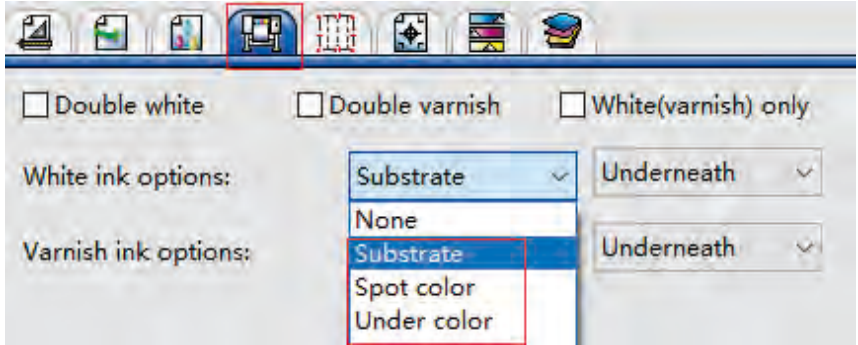 Double white Double varnish White(varnish) only
White ink options: Substrate Underneath
None
Varnish ink options: Substrate Underneath
Spot color
Under color